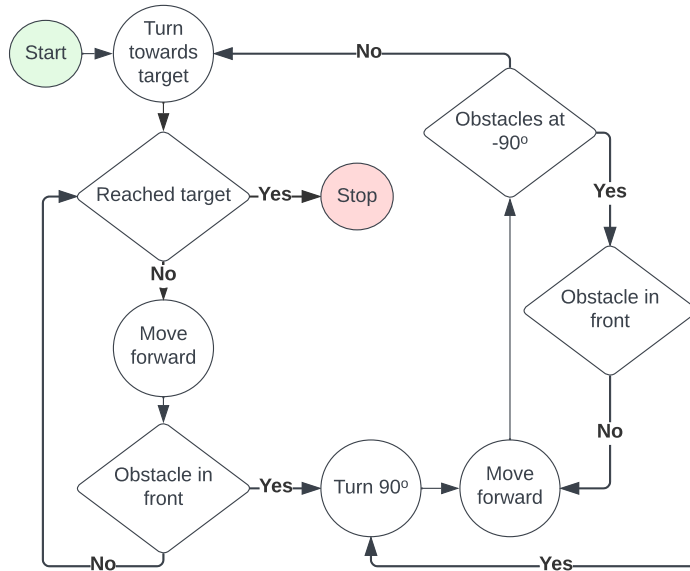 Start
Turn
towards
target
No
Obstacles at
-90º
Reached target
Yes
Stop
Yes
No
Obstacle in
front
Move
forward
No
Obstacle in
front
Yes
Turn 90º
Move
forward
No
Yes